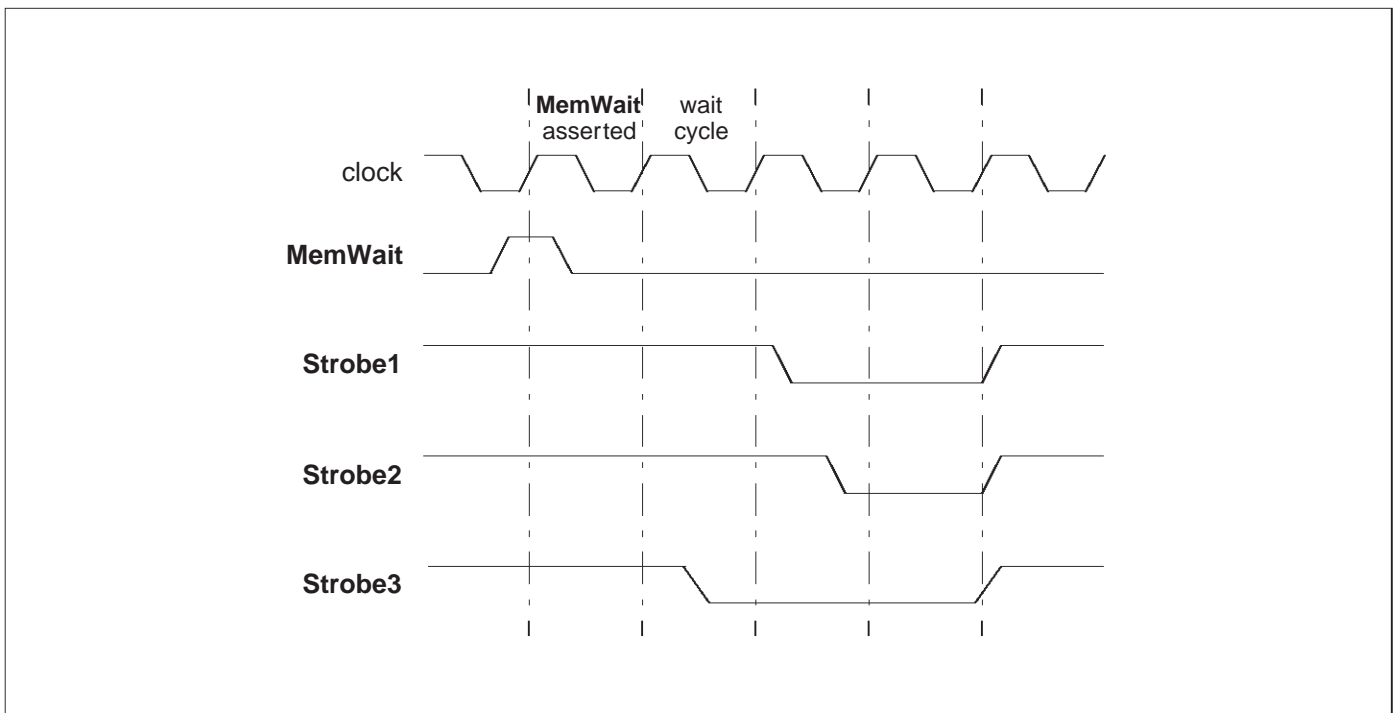 MemWait wait
asserted cycle
clock
MemWait
Strobe1
Strobe2
Strobe3